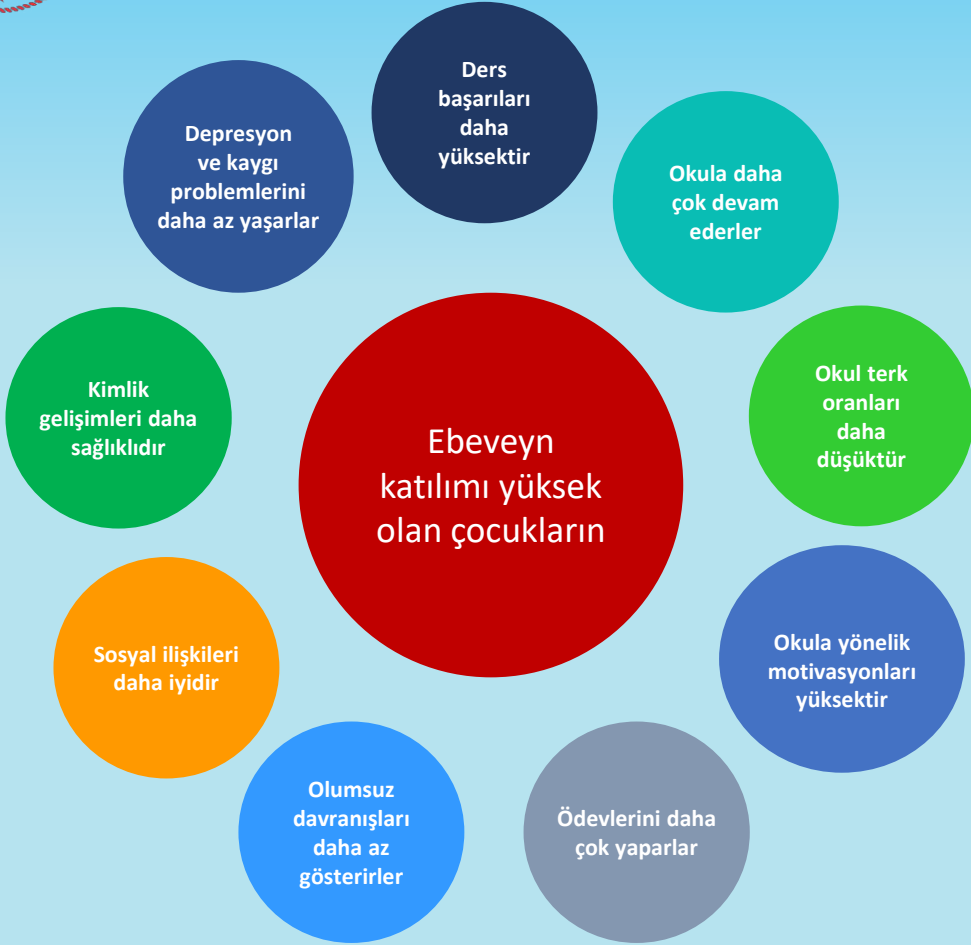 Ders
başarıları
daha
yüksektir
Okula daha
çok devam
ederler
Okul terk
oranları
daha
düşüktür
Okula yönelik
motivasyonları
yüksektir
Ödevlerini daha
çok yaparlar
Olumsuz
davranışları
daha az
gösterirler
Sosyal ilişkileri
daha iyidir
Kimlik
gelişimleri daha
sağlıklıdır
Depresyon
ve kaygı
problemlerini
daha az yaşarlar
Ebeveyn
katılımı yüksek
olan çocukların